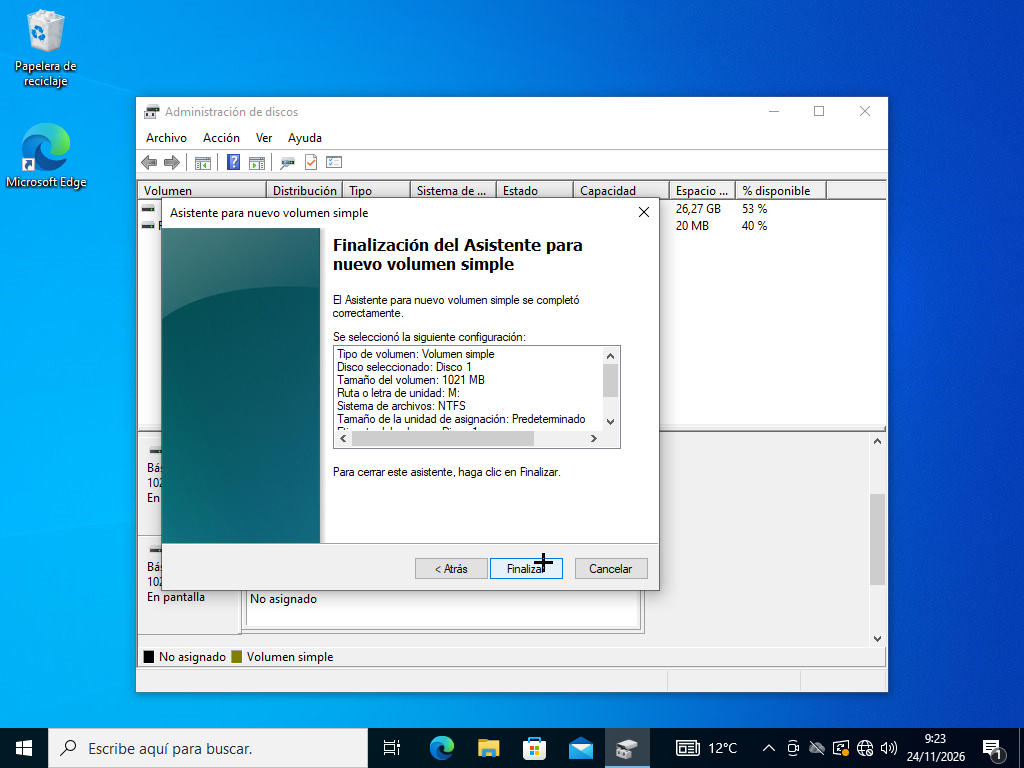 Papelera de
reciclaje
Microsoft Edge
Administración de discos
Archivo Acción Ver Ayuda
Volumen Distribución Tipo Sistema de ... Estado Capacidad Espacio ... % disponible
26,27 GB 53 %
20 MB 40 %
Asistente para nuevo volumen simple
Finalización del Asistente para
nuevo volumen simple
El Asistente para nuevo volumen simple se completó
correctamente.
Se seleccionó la siguiente configuración:
Tipo de volumen: Volumen simple
Disco seleccionado: Disco 1
Tamaño del volumen: 1021 MB
Ruta o letra de unidad: M:
Sistema de archivos: NTFS
Tamaño de la unidad de asignación: Predeterminado
Para cerrar este asistente, haga clic en Finalizar.
< Atrás Finalizar Cancelar
En pantalla
No asignado
No asignado Volumen simple
Escribe aquí para buscar.
12°C
9:23
24/11/2026
1